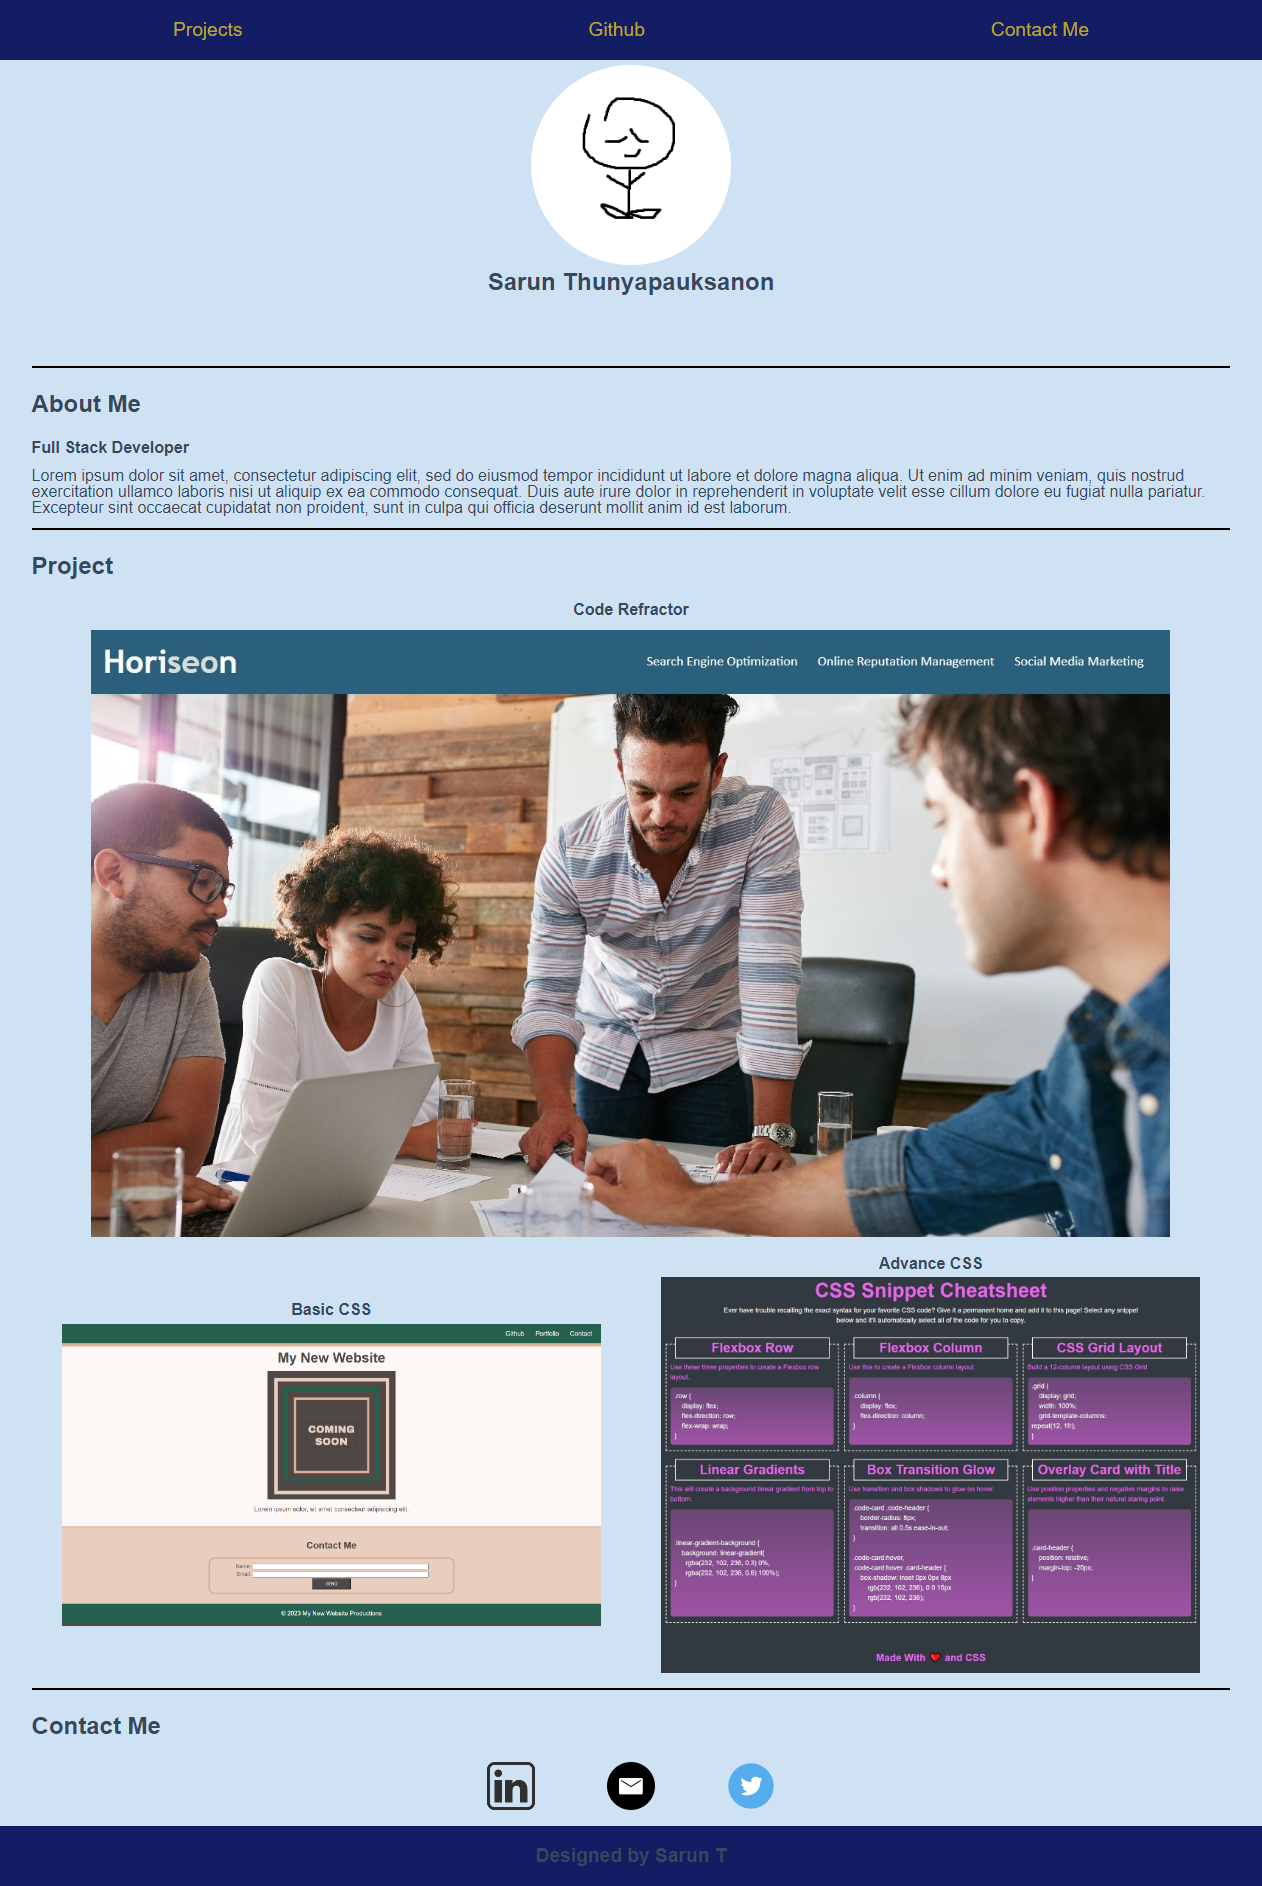 Projects
Github
Contact Me
Sarun Thunyapauksanon
About Me
Full Stack Developer
Lorem ipsum dolor sit amet, consectetur adipiscing elit, sed do eiusmod tempor incididunt ut labore et dolore magna aliqua. Ut enim ad minim veniam, quis nostrud
exercitation ullamco laboris nisi ut aliquip ex ea commodo consequat. Duis aute irure dolor in reprehenderit in voluptate velit esse cillum dolore eu fugiat nulla pariatur.
Excepteur sint occaecat cupidatat non proident, sunt in culpa qui officia deserunt mollit anim id est laborum.
Project
Code Refractor
Horiseon
Search Engine Optimization
Online Reputation Management
Social Media Marketing
Basic CSS
Github
Portfolio
Contact
My New Website
COMING
SOON
Lorem ipsum dolor, sit amet consectetur adipisicing elit.
Contact Me
Name:
Email:
SEND
© 2023 My New Website Productions
Advance CSS
CSS Snippet Cheatsheet
Ever have trouble recalling the exact syntax for your favorite CSS code? Give it a permanent home and add it to this page! Select any snippet
below and it'll automatically select all of the code for you to copy.
Flexbox Row
Use these three properties to create a Flexbox row
layout.
.row {
display: flex;
flex-direction: row;
flex-wrap: wrap;
}
Flexbox Column
Use this to create a Flexbox column layout.
.column {
display: flex;
flex-direction: column;
}
CSS Grid Layout
Build a 12-column layout using CSS Grid
.grid {
display: grid;
width: 100%;
grid-template-columns:
repeat(12, 1fr);
}
Linear Gradients
This will create a background linear gradient from top to
bottom.
.linear-gradient-background {
background: linear-gradient(
rgba(232, 102, 236, 0.3) 0%,
rgba(232, 102, 236, 0.6) 100%);
}
Box Transition Glow
Use transition and box shadows to glow on hover.
.code-card .code-header {
border-radius: 8px;
transition: all 0.5s ease-in-out;
}
.code-card:hover,
.code-card:hover .card-header {
box-shadow: inset 0px 0px 8px
rgb(232, 102, 236), 0 0 15px
rgb(232, 102, 236);
}
Overlay Card with Title
Use position properties and negative margins to raise
elements higher than their natural staring point.
.card-header {
position: relative;
margin-top: -20px;
}
Made With ❤️ and CSS
Contact Me
in
Designed by Sarun T